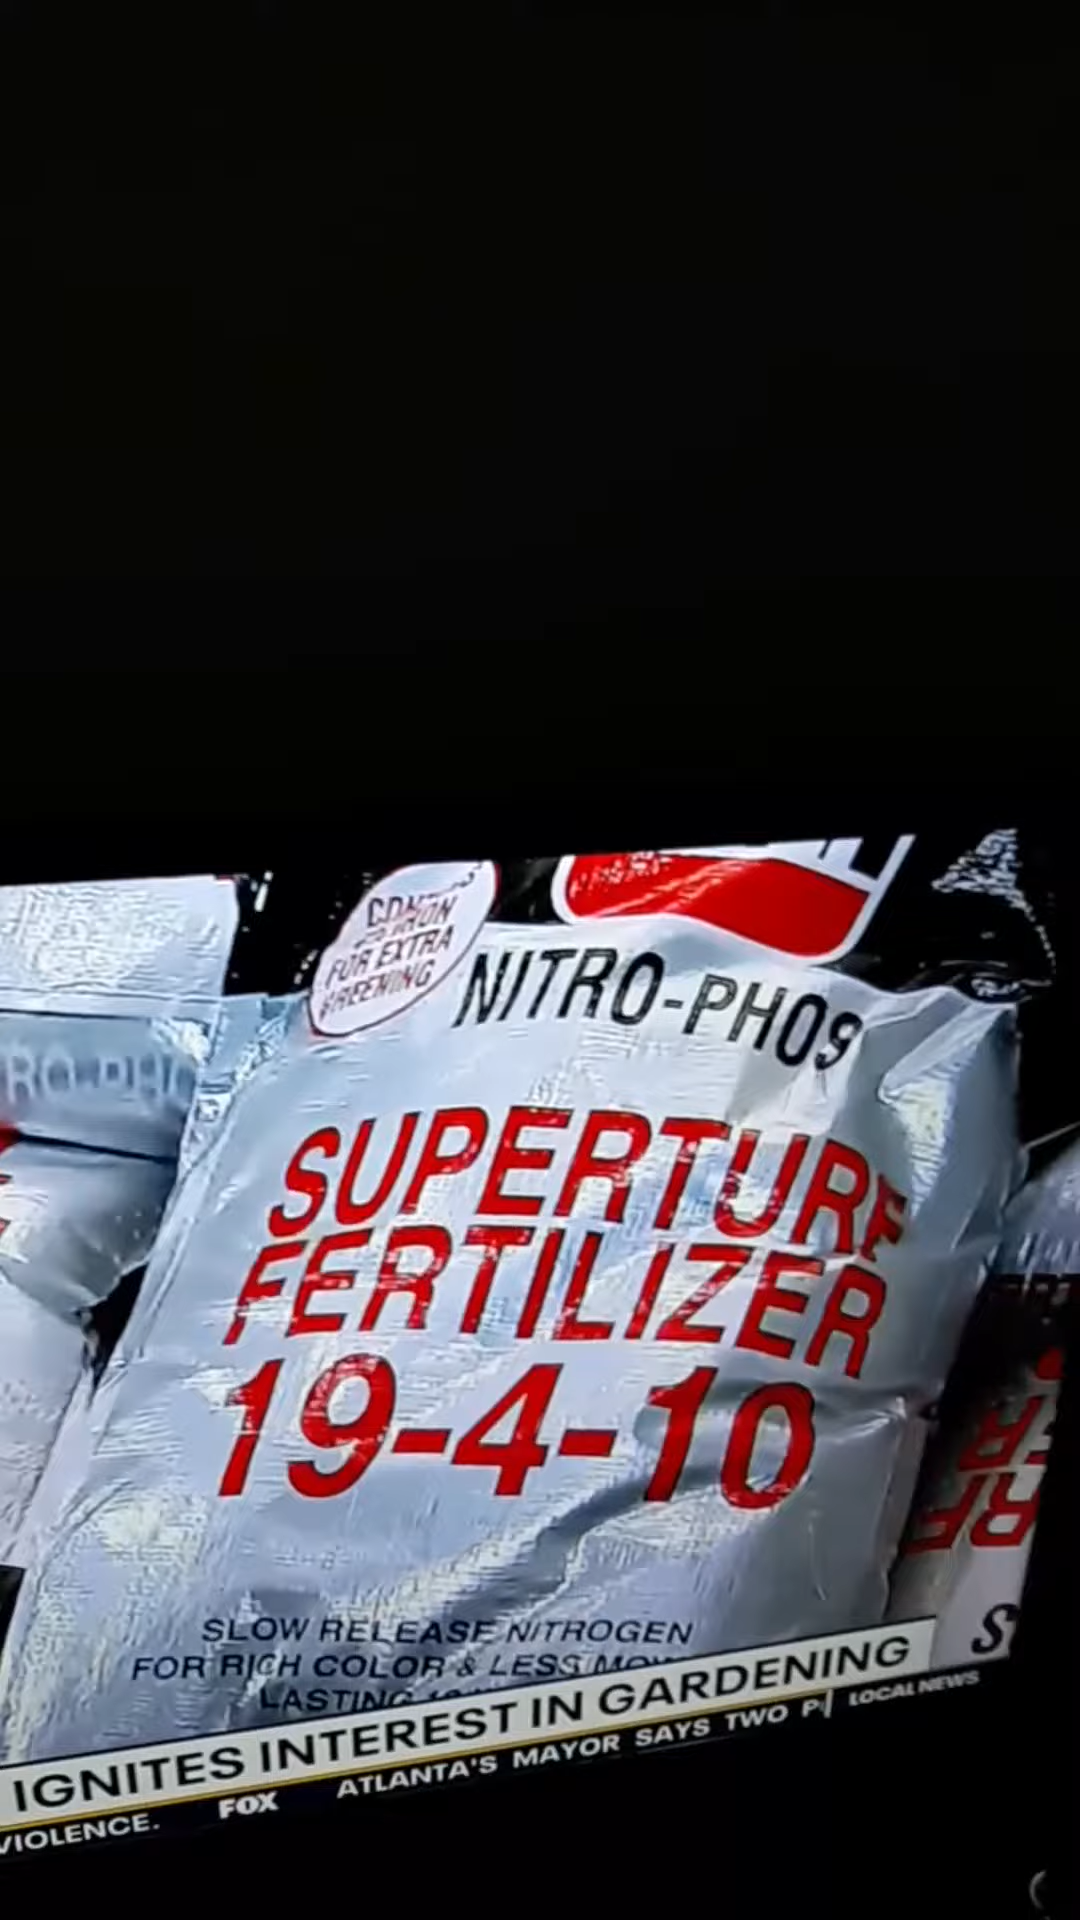 FOR EXTRA
GREENING
NITRO-PHOS
SUPERTURF
FERTILIZER
19-4-10
SLOW RELEASE NITROGEN
FOR RICH COLOR & LESS
LASTING
IGNITES INTEREST IN GARDENING
VIOLENCE. FOX ATLANTA'S MAYOR SAYS TWO P LOCAL NEWS